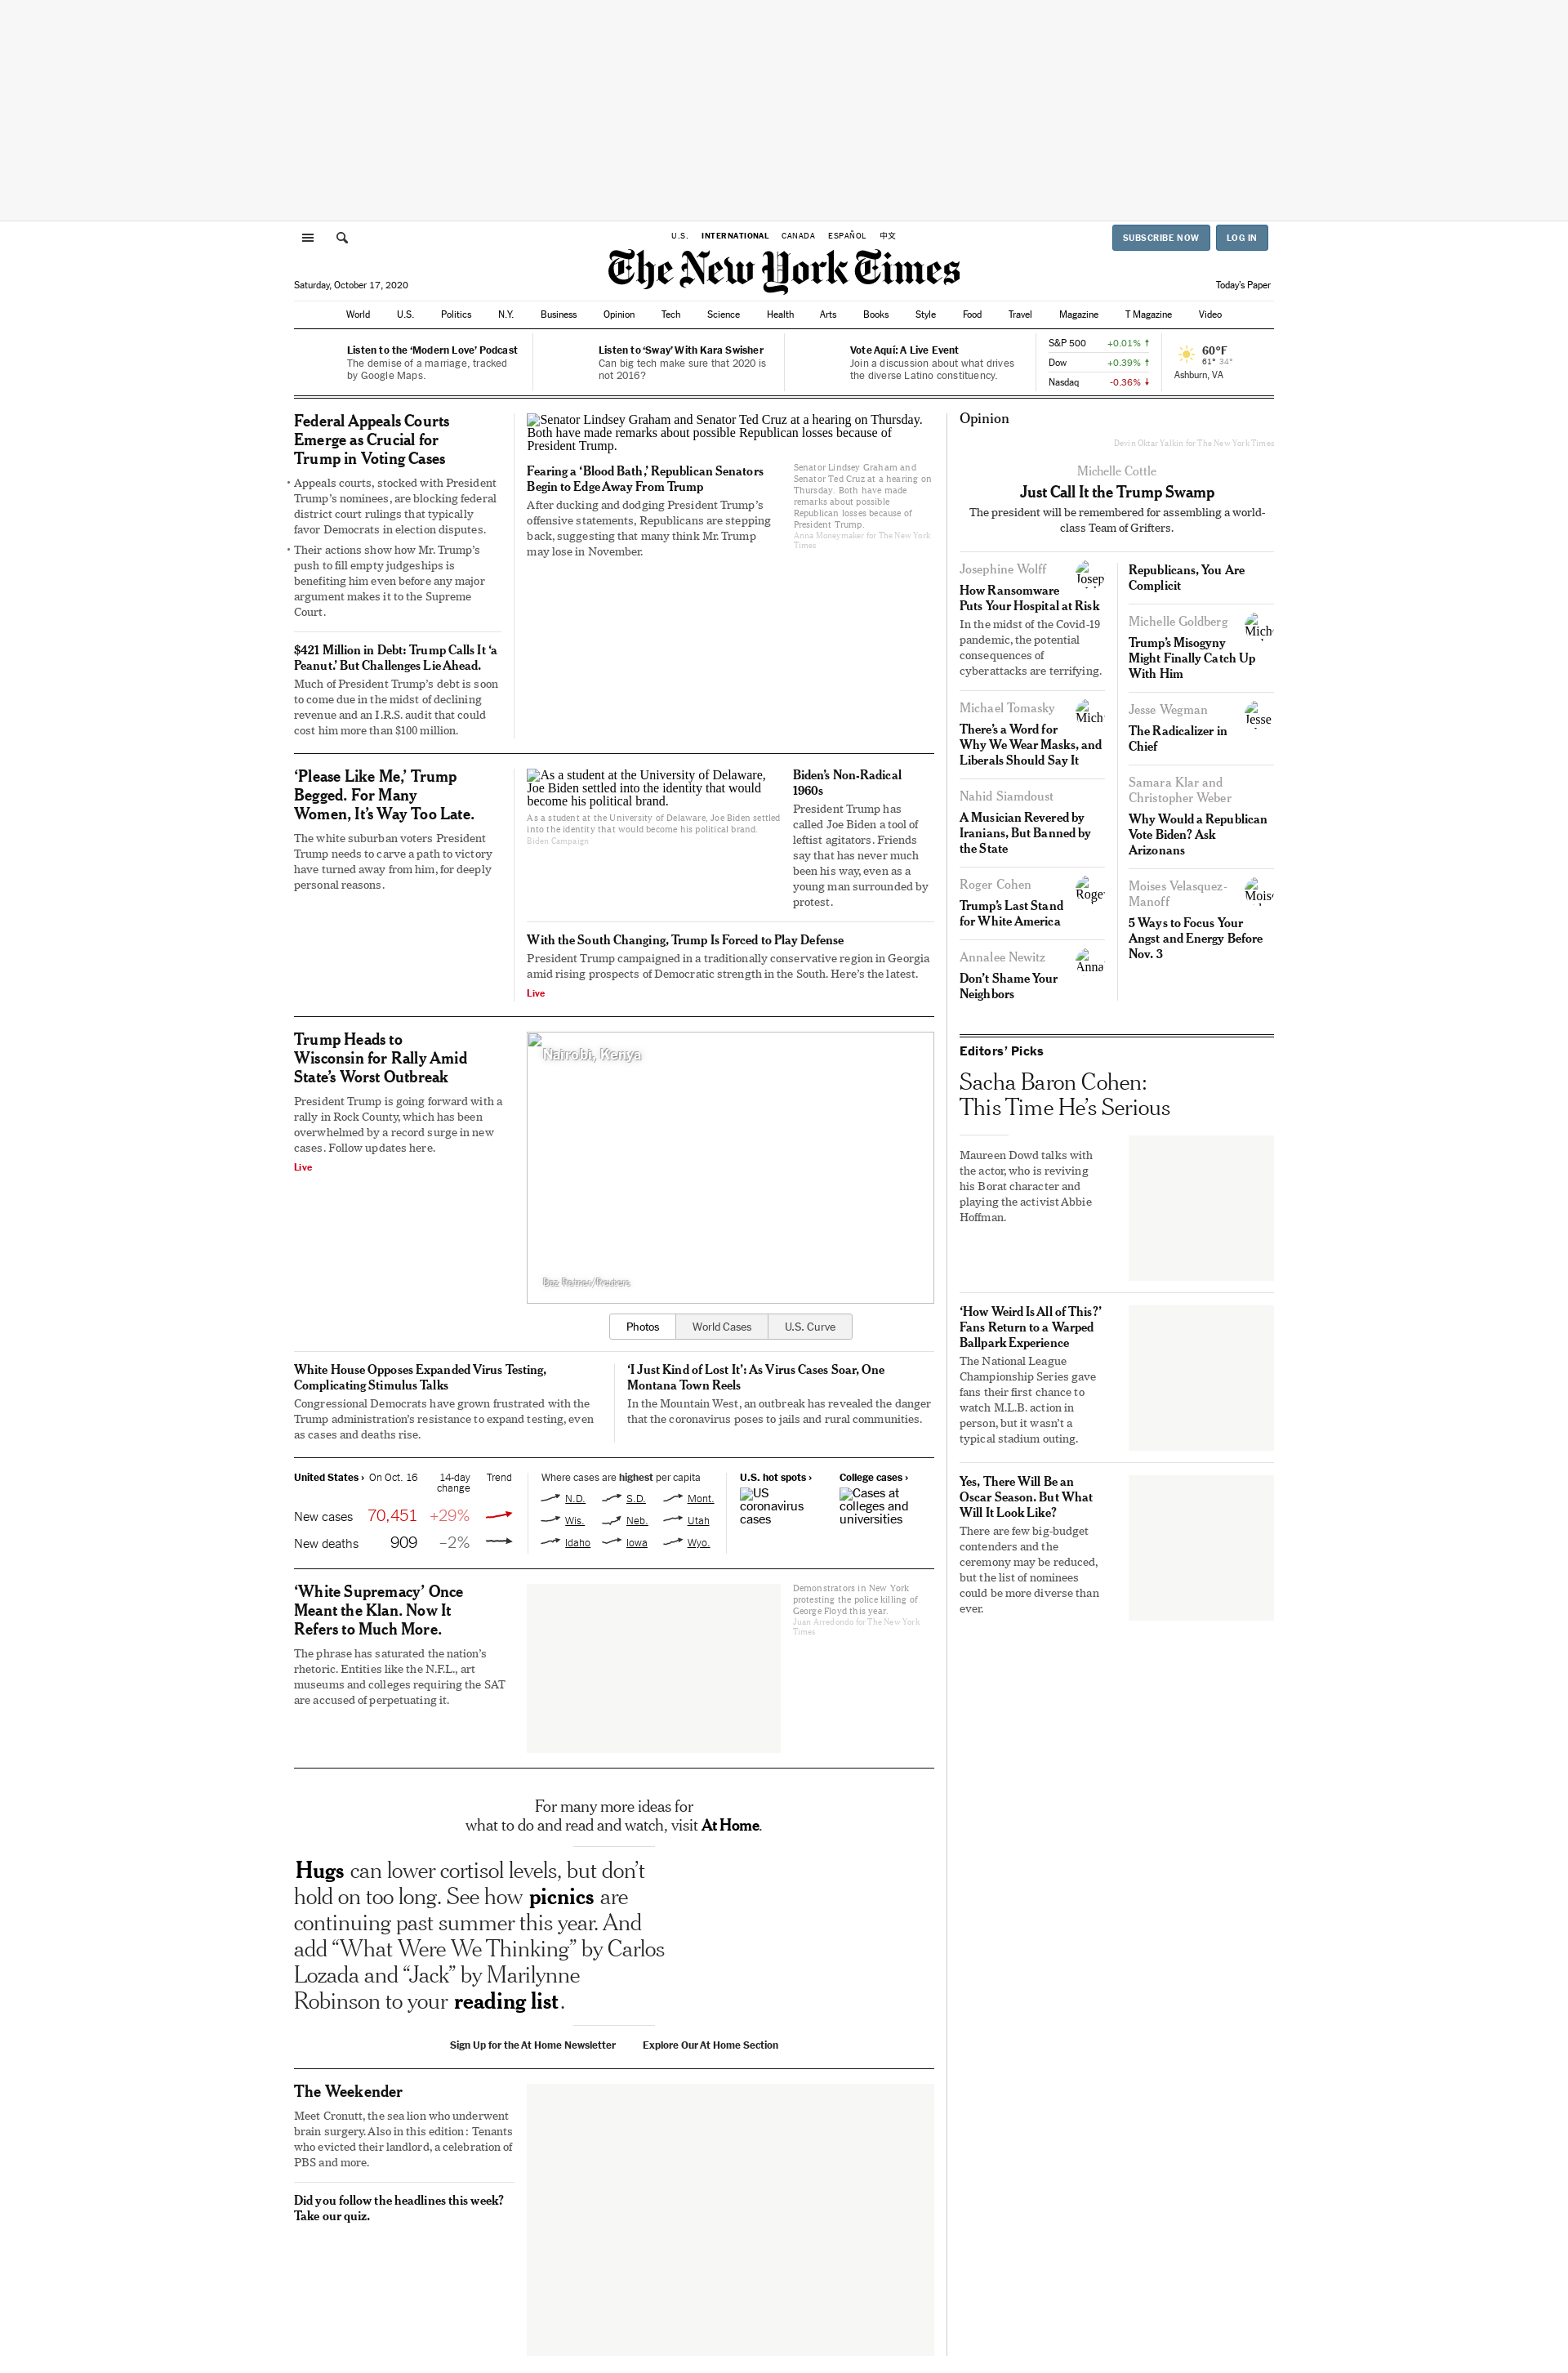 U.S. INTERNATIONAL CANADA ESPAÑOL 中文
SUBSCRIBE NOW LOG IN
The New York Times
Saturday, October 17, 2020
Today's Paper
World U.S. Politics N.Y. Business Opinion Tech Science Health Arts Books Style Food Travel Magazine T Magazine Video
Listen to the ‘Modern Love’ Podcast
The demise of a marriage, tracked
by Google Maps.
Listen to ‘Sway’ With Kara Swisher
Can big tech make sure that 2020 is
not 2016?
Vote Aquí: A Live Event
Join a discussion about what drives
the diverse Latino constituency.
S&P 500 +0.01%
Dow +0.39%
Nasdaq -0.36%
60°F
61° 34°
Ashburn, VA
Federal Appeals Courts
Emerge as Crucial for
Trump in Voting Cases
• Appeals courts, stocked with President
Trump’s nominees, are blocking federal
district court rulings that typically
favor Democrats in election disputes.
• Their actions show how Mr. Trump’s
push to fill empty judgeships is
benefiting him even before any major
argument makes it to the Supreme
Court.
$421 Million in Debt: Trump Calls It ‘a
Peanut.’ But Challenges Lie Ahead.
Much of President Trump’s debt is soon
to come due in the midst of declining
revenue and an I.R.S. audit that could
cost him more than $100 million.
Senator Lindsey Graham and Senator Ted Cruz at a hearing on Thursday.
Both have made remarks about possible Republican losses because of
President Trump.
Fearing a ‘Blood Bath,’ Republican Senators
Begin to Edge Away From Trump
After ducking and dodging President Trump’s
offensive statements, Republicans are stepping
back, suggesting that many think Mr. Trump
may lose in November.
Senator Lindsey Graham and
Senator Ted Cruz at a hearing on
Thursday. Both have made
remarks about possible
Republican losses because of
President Trump.
Anna Moneymaker for The New York
Times
‘Please Like Me,’ Trump
Begged. For Many
Women, It’s Way Too Late.
The white suburban voters President
Trump needs to carve a path to victory
have turned away from him, for deeply
personal reasons.
As a student at the University of Delaware,
Joe Biden settled into the identity that would
become his political brand.
As a student at the University of Delaware, Joe Biden settled
into the identity that would become his political brand.
Biden Campaign
Biden’s Non-Radical
1960s
President Trump has
called Joe Biden a tool of
leftist agitators. Friends
say that has never much
been his way, even as a
young man surrounded by
protest.
With the South Changing, Trump Is Forced to Play Defense
President Trump campaigned in a traditionally conservative region in Georgia
amid rising prospects of Democratic strength in the South. Here’s the latest.
Live
Trump Heads to
Wisconsin for Rally Amid
State’s Worst Outbreak
President Trump is going forward with a
rally in Rock County, which has been
overwhelmed by a record surge in new
cases. Follow updates here.
Live
Nairobi, Kenya
Baz Ratner/Reuters
Photos World Cases U.S. Curve
White House Opposes Expanded Virus Testing,
Complicating Stimulus Talks
Congressional Democrats have grown frustrated with the
Trump administration’s resistance to expand testing, even
as cases and deaths rise.
‘I Just Kind of Lost It’: As Virus Cases Soar, One
Montana Town Reels
In the Mountain West, an outbreak has revealed the danger
that the coronavirus poses to jails and rural communities.
United States › On Oct. 16 14-day
change Trend
New cases 70,451 +29%
New deaths 909 –2%
Where cases are highest per capita
N.D. S.D. Mont.
Wis. Neb. Utah
Idaho Iowa Wyo.
U.S. hot spots ›
US
coronavirus
cases
College cases ›
Cases at
colleges and
universities
‘White Supremacy’ Once
Meant the Klan. Now It
Refers to Much More.
The phrase has saturated the nation’s
rhetoric. Entities like the N.F.L., art
museums and colleges requiring the SAT
are accused of perpetuating it.
Demonstrators in New York
protesting the police killing of
George Floyd this year.
Juan Arredondo for The New York
Times
For many more ideas for
what to do and read and watch, visit At Home.
Hugs can lower cortisol levels, but don’t
hold on too long. See how picnics are
continuing past summer this year. And
add “What Were We Thinking” by Carlos
Lozada and “Jack” by Marilynne
Robinson to your reading list.
Sign Up for the At Home Newsletter Explore Our At Home Section
The Weekender
Meet Cronutt, the sea lion who underwent
brain surgery. Also in this edition: Tenants
who evicted their landlord, a celebration of
PBS and more.
Did you follow the headlines this week?
Take our quiz.
Opinion
Devin Oktar Yalkin for The New York Times
Michelle Cottle
Just Call It the Trump Swamp
The president will be remembered for assembling a world-
class Team of Grifters.
Josephine Wolff
Josep
How Ransomware
Puts Your Hospital at Risk
In the midst of the Covid-19
pandemic, the potential
consequences of
cyberattacks are terrifying.
Michael Tomasky
Mich
There’s a Word for
Why We Wear Masks, and
Liberals Should Say It
Nahid Siamdoust
A Musician Revered by
Iranians, But Banned by
the State
Roger Cohen
Roger
Trump’s Last Stand
for White America
Annalee Newitz
Anna
Don’t Shame Your
Neighbors
Republicans, You Are
Complicit
Michelle Goldberg
Miche
Trump’s Misogyny
Might Finally Catch Up
With Him
Jesse Wegman
Jesse
The Radicalizer in
Chief
Samara Klar and
Christopher Weber
Why Would a Republican
Vote Biden? Ask
Arizonans
Moises Velasquez-
Manoff
Moise
5 Ways to Focus Your
Angst and Energy Before
Nov. 3
Editors’ Picks
Sacha Baron Cohen:
This Time He’s Serious
Maureen Dowd talks with
the actor, who is reviving
his Borat character and
playing the activist Abbie
Hoffman.
‘How Weird Is All of This?’
Fans Return to a Warped
Ballpark Experience
The National League
Championship Series gave
fans their first chance to
watch M.L.B. action in
person, but it wasn’t a
typical stadium outing.
Yes, There Will Be an
Oscar Season. But What
Will It Look Like?
There are few big-budget
contenders and the
ceremony may be reduced,
but the list of nominees
could be more diverse than
ever.